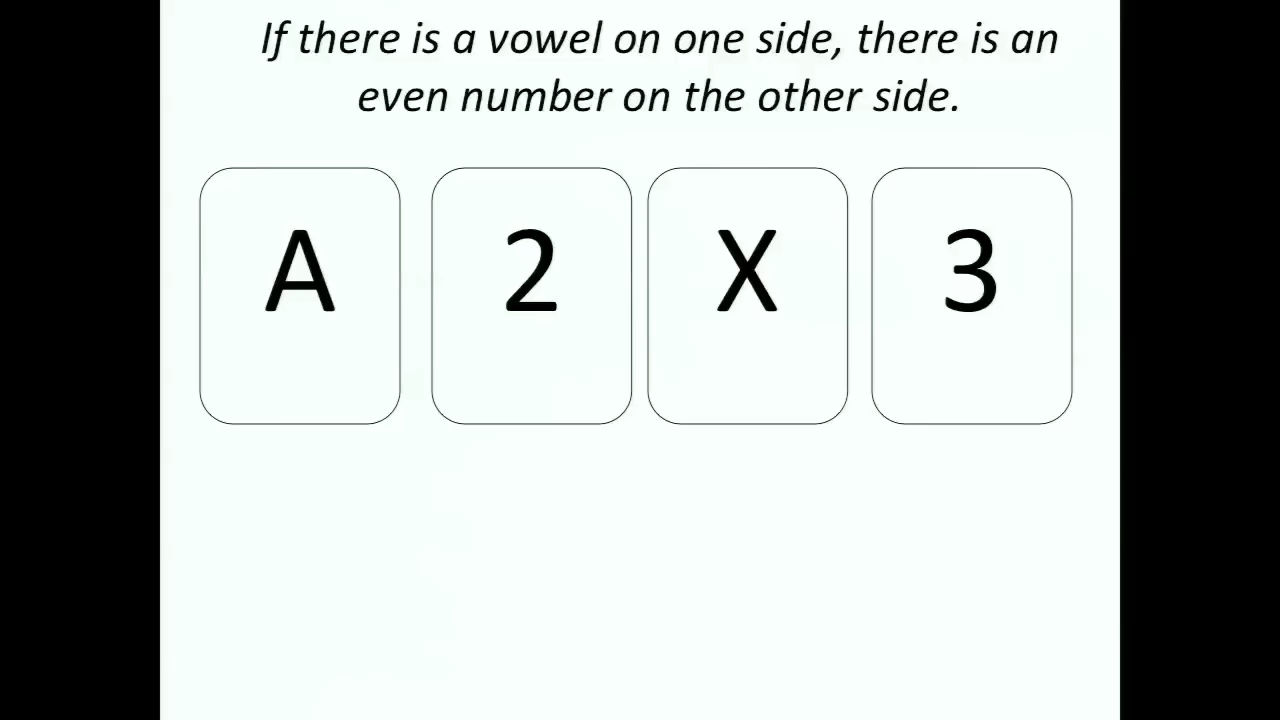 If there is a vowel on one side, there is an
even number on the other side.
A 2 X 3